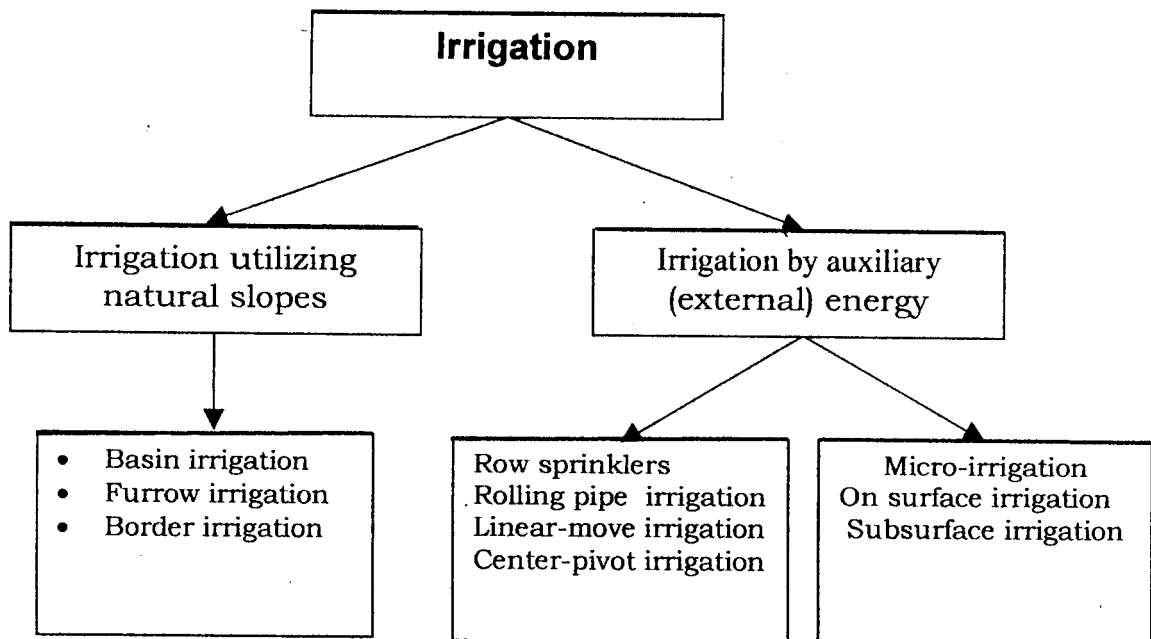 Irrigation
Irrigation utilizing
natural slopes
Irrigation by auxiliary
(external) energy
• Basin irrigation
• Furrow irrigation
• Border irrigation
Row sprinklers
Rolling pipe irrigation
Linear-move irrigation
Center-pivot irrigation
Micro-irrigation
On surface irrigation
Subsurface irrigation